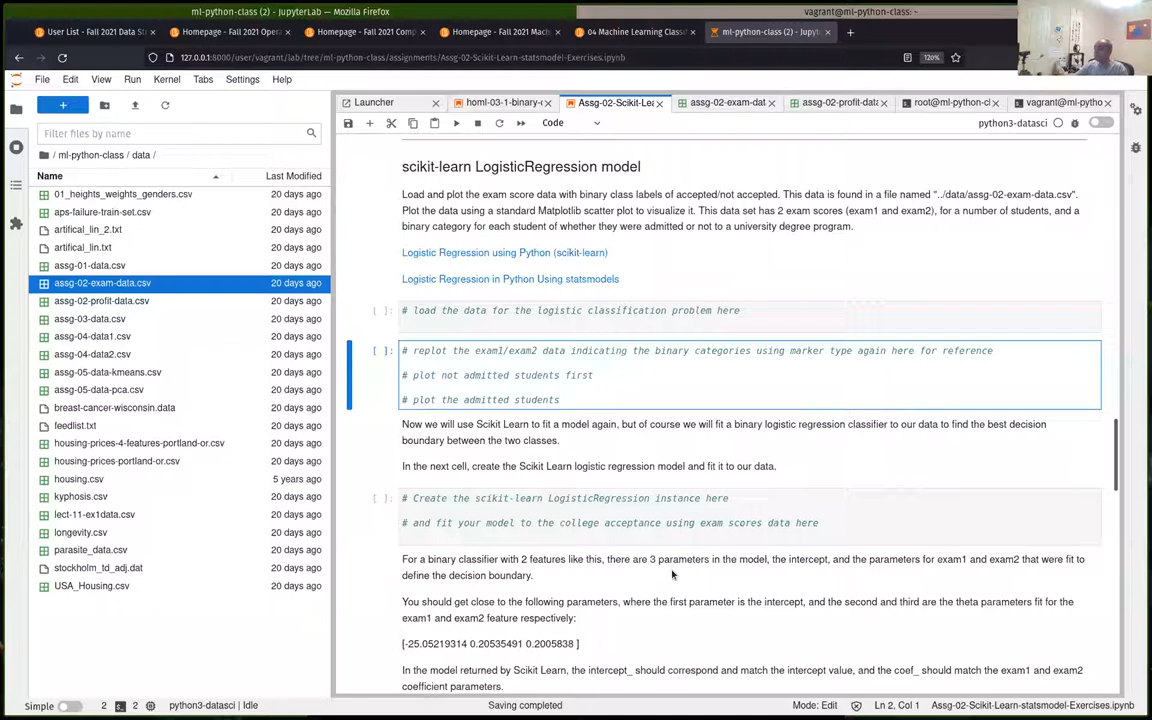 ml-python-class (2) - JupyterLab - Mozilla Firefox
vagrant@ml-python-class: ~
User List - Fall 2021 Data St
Homepage - Fall 2021 Opera
Homepage - Fall 2021 Comp
Homepage - Fall 2021 Mach
04 Machine Learning Classif
ml-python-class (2) - Jupyt
127.0.0.1:8000/user/vagrant/lab/tree/ml-python-class/assignments/Assg-02-Scikit-Learn-statsmodel-Exercises.ipynb
120%
File Edit View Run Kernel Tabs Settings Help
Launcher
homl-03-1-binary-c
Assg-02-Scikit-Lea
assg-02-exam-dat
assg-02-profit-data
root@ml-python-cl
vagrant@ml-pytho
Code
python3-datasci
Filter files by name
/ ml-python-class / data /
Name Last Modified
01_heights_weights_genders.csv 20 days ago
aps-failure-train-set.csv 20 days ago
artifical_lin_2.txt 20 days ago
artifical_lin.txt 20 days ago
assg-01-data.csv 20 days ago
assg-02-exam-data.csv 20 days ago
assg-02-profit-data.csv 20 days ago
assg-03-data.csv 20 days ago
assg-04-data1.csv 20 days ago
assg-04-data2.csv 20 days ago
assg-05-data-kmeans.csv 20 days ago
assg-05-data-pca.csv 20 days ago
breast-cancer-wisconsin.data 20 days ago
feedlist.txt 20 days ago
housing-prices-4-features-portland-or.csv 20 days ago
housing-prices-portland-or.csv 20 days ago
housing.csv 5 years ago
kyphosis.csv 20 days ago
lect-11-ex1data.csv 20 days ago
longevity.csv 20 days ago
parasite_data.csv 20 days ago
stockholm_td_adj.dat 20 days ago
USA_Housing.csv 20 days ago
scikit-learn LogisticRegression model
Load and plot the exam score data with binary class labels of accepted/not accepted. This data is found in a file named "../data/assg-02-exam-data.csv".
Plot the data using a standard Matplotlib scatter plot to visualize it. This data set has 2 exam scores (exam1 and exam2), for a number of students, and a
binary category for each student of whether they were admitted or not to a university degree program.
Logistic Regression using Python (scikit-learn)
Logistic Regression in Python Using statsmodels
[ ]: # load the data for the logistic classification problem here
[ ]: # replot the exam1/exam2 data indicating the binary categories using marker type again here for reference
# plot not admitted students first
# plot the admitted students
Now we will use Scikit Learn to fit a model again, but of course we will fit a binary logistic regression classifier to our data to find the best decision
boundary between the two classes.
In the next cell, create the Scikit Learn logistic regression model and fit it to our data.
[ ]: # Create the scikit-learn LogisticRegression instance here
# and fit your model to the college acceptance using exam scores data here
For a binary classifier with 2 features like this, there are 3 parameters in the model, the intercept, and the parameters for exam1 and exam2 that were fit to
define the decision boundary.
You should get close to the following parameters, where the first parameter is the intercept, and the second and third are the theta parameters fit for the
exam1 and exam2 feature respectively:
[-25.05219314 0.20535491 0.2005838 ]
In the model returned by Scikit Learn, the intercept_ should correspond and match the intercept value, and the coef_ should match the exam1 and exam2
coefficient parameters.
Simple 2 2 python3-datasci | Idle Saving completed Mode: Edit Ln 2, Col 1 Assg-02-Scikit-Learn-statsmodel-Exercises.ipynb